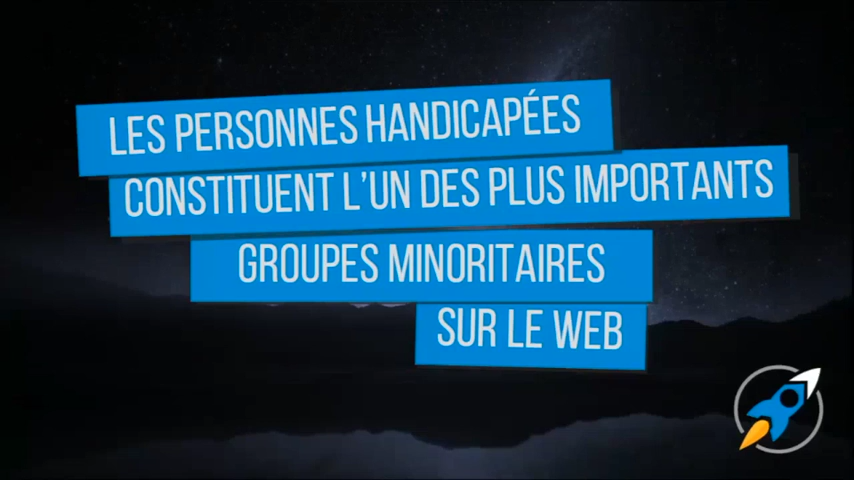 LES PERSONNES HANDICAPÉES
CONSTITUENT L'UN DES PLUS IMPORTANTS
GROUPES MINORITAIRES
SUR LE WEB